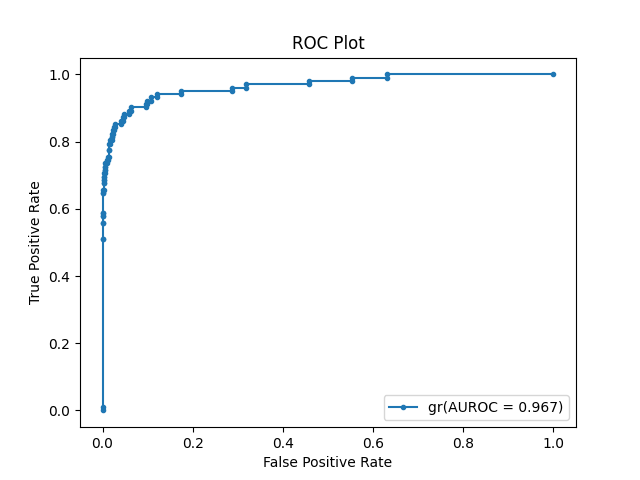 ROC Plot
True Positive Rate
1.0
0.8
0.6
0.4
0.2
0.0
0.0 0.2 0.4 0.6 0.8 1.0
False Positive Rate
gr(AUROC = 0.967)